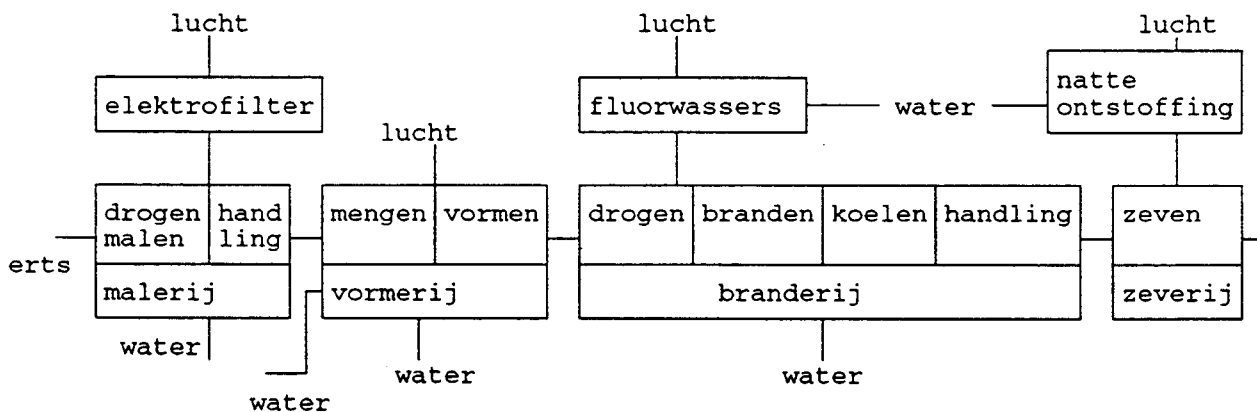 lucht lucht lucht
elektrofilter fluorwassers water natte
ontstoffing
lucht
drogen hand mengen vormen drogen branden koelen handling zeven
malen ling
erts
malerij vormerij branderij zeverij
water water water
water